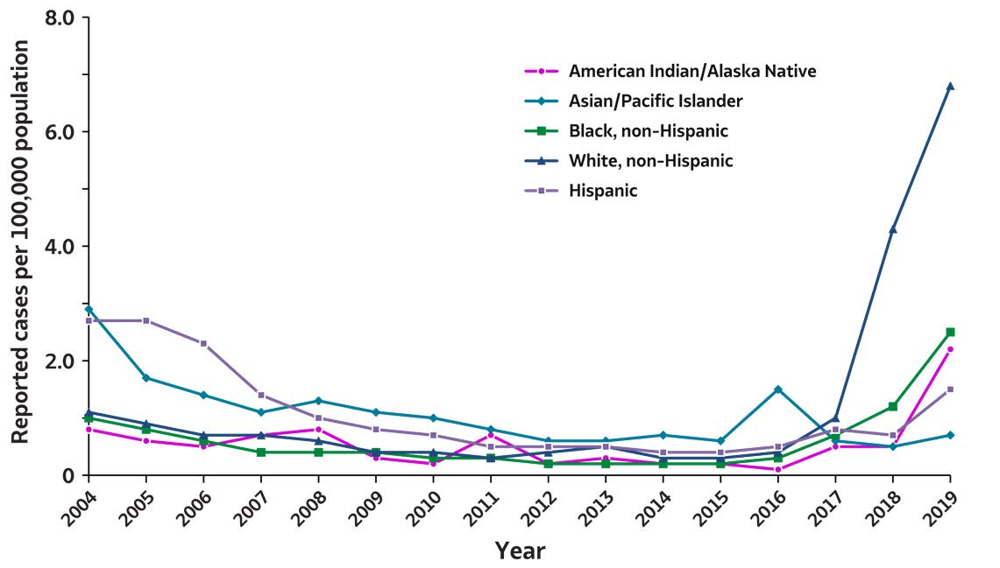 Reported cases per 100,000 population
8.0
6.0
4.0
2.0
0
American Indian/Alaska Native
Asian/Pacific Islander
Black, non-Hispanic
White, non-Hispanic
Hispanic
2004 2005 2006 2007 2008 2009 2010 2011 2012 2013 2014 2015 2016 2017 2018 2019
Year